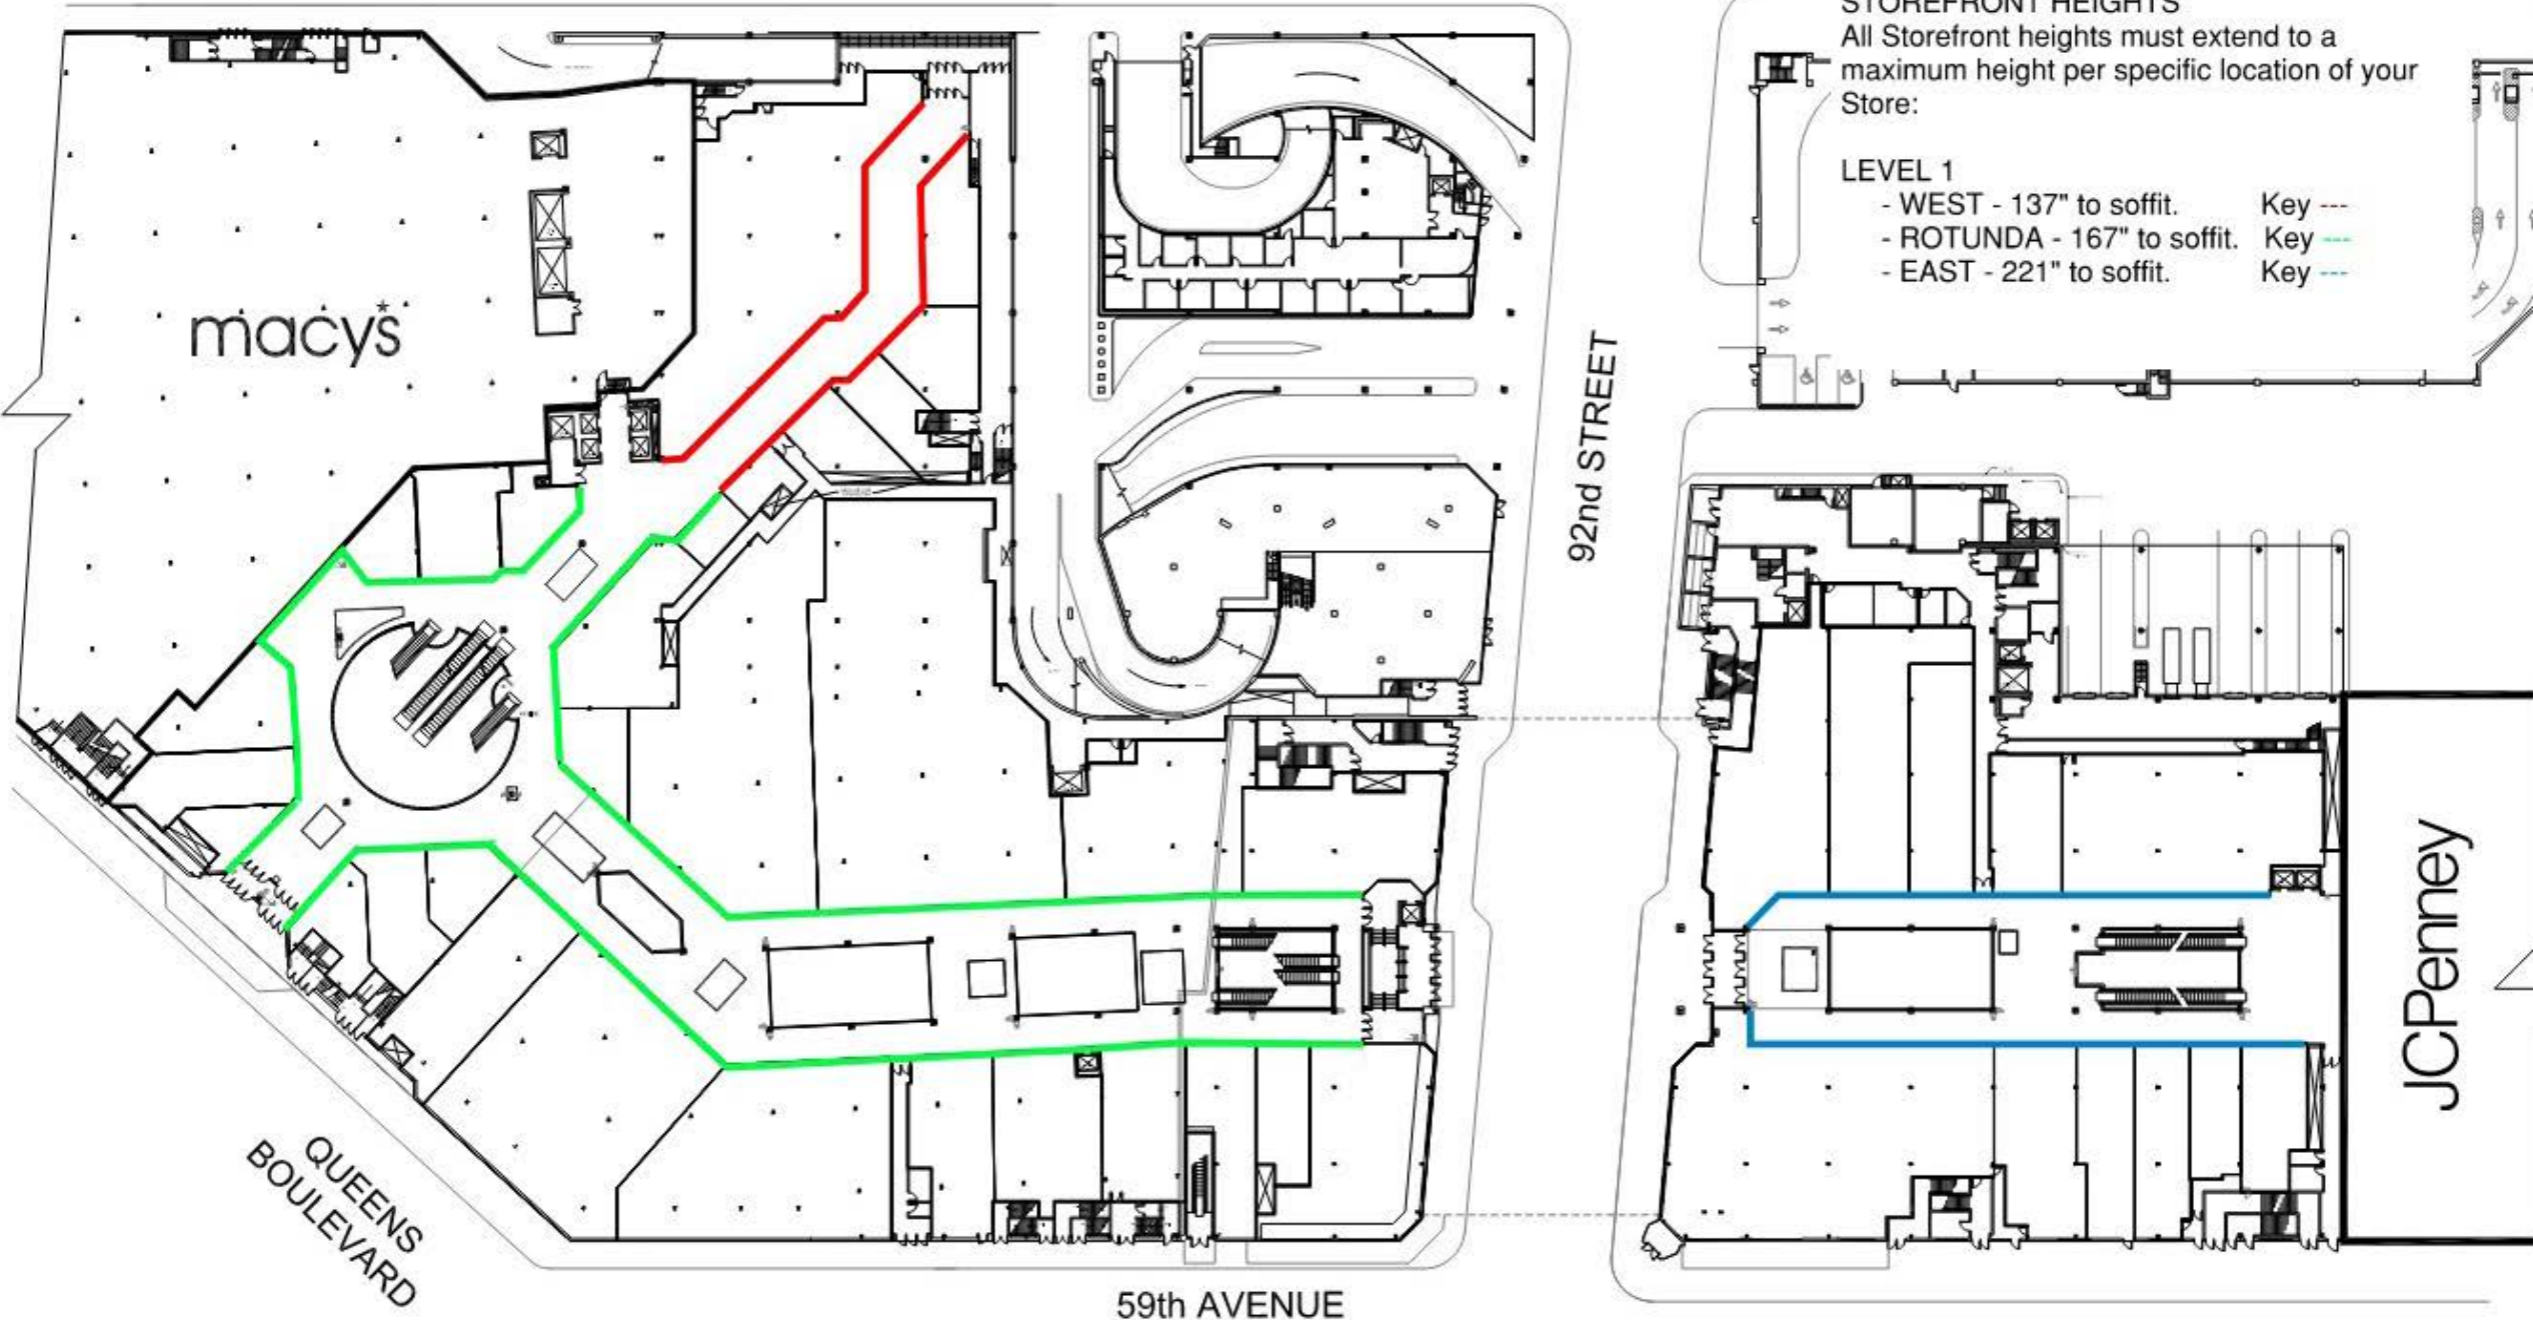 STOREFRONT HEIGHTS
All Storefront heights must extend to a
maximum height per specific location of your
Store:
LEVEL 1
- WEST - 137" to soffit. Key ---
- ROTUNDA - 167" to soffit. Key ---
- EAST - 221" to soffit. Key ---
macy's
92nd STREET
JCPenney
QUEENS
BOULEVARD
59th AVENUE